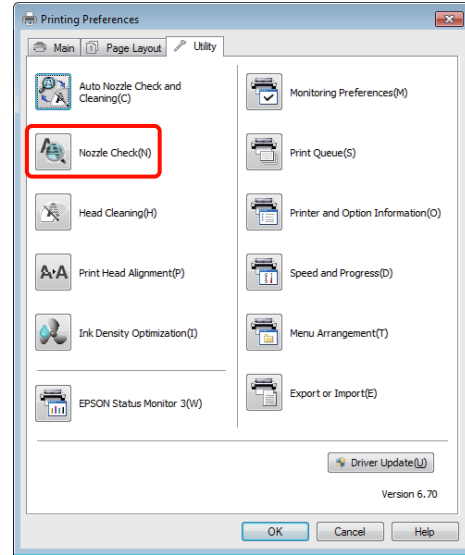 Printing Preferences
Main
Page Layout
Utility
Auto Nozzle Check and
Cleaning(C)
Monitoring Preferences(M)
Nozzle Check(N)
Print Queue(S)
Head Cleaning(H)
Printer and Option Information(O)
Print Head Alignment(P)
Speed and Progress(D)
Ink Density Optimization(I)
Menu Arrangement(T)
EPSON Status Monitor 3(W)
Export or Import(E)
Driver Update(U)
Version 6.70
OK
Cancel
Help